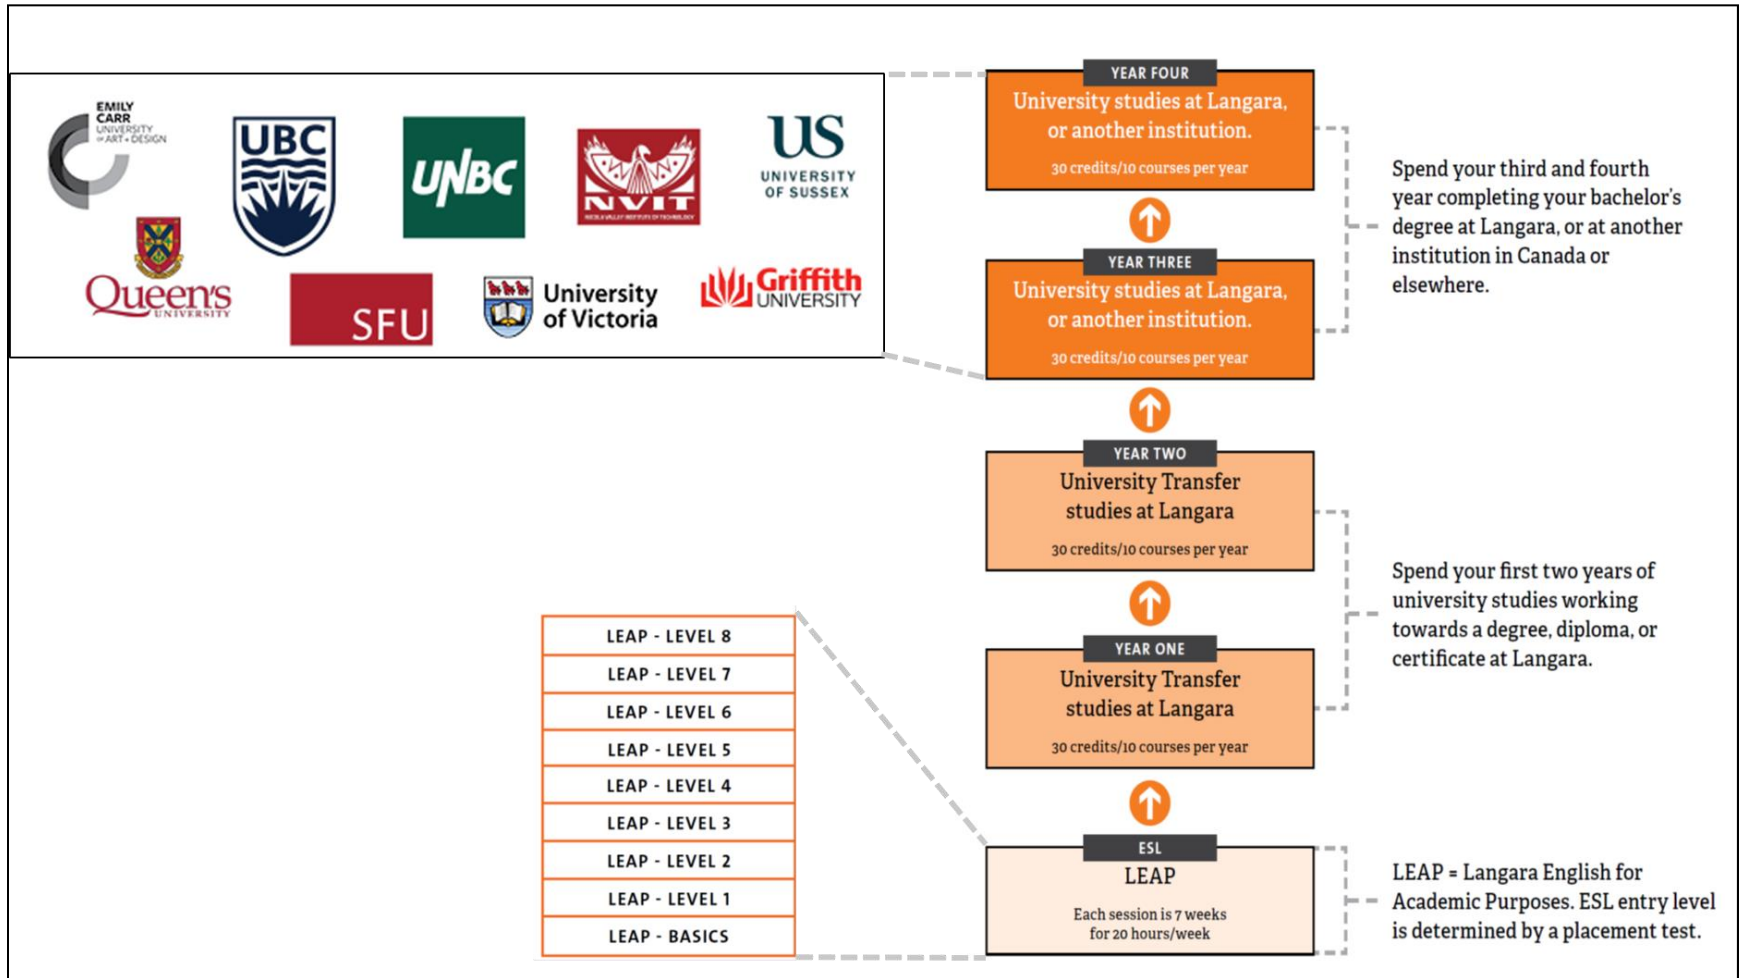 EMILY
CARR
UNIVERSITY
OF ART + DESIGN
UBC
UNBC
NVIT
NICOLA VALLEY INSTITUTE OF TECHNOLOGY
US
UNIVERSITY
OF SUSSEX
Queen's
UNIVERSITY
SFU
University
of Victoria
Griffith
UNIVERSITY
YEAR FOUR
University studies at Langara,
or another institution.
30 credits/10 courses per year
YEAR THREE
University studies at Langara,
or another institution.
30 credits/10 courses per year
Spend your third and fourth
year completing your bachelor's
degree at Langara, or at another
institution in Canada or
elsewhere.
YEAR TWO
University Transfer
studies at Langara
30 credits/10 courses per year
YEAR ONE
University Transfer
studies at Langara
30 credits/10 courses per year
Spend your first two years of
university studies working
towards a degree, diploma, or
certificate at Langara.
LEAP - LEVEL 8
LEAP - LEVEL 7
LEAP - LEVEL 6
LEAP - LEVEL 5
LEAP - LEVEL 4
LEAP - LEVEL 3
LEAP - LEVEL 2
LEAP - LEVEL 1
LEAP - BASICS
ESL
LEAP
Each session is 7 weeks
for 20 hours/week
LEAP = Langara English for
Academic Purposes. ESL entry level
is determined by a placement test.